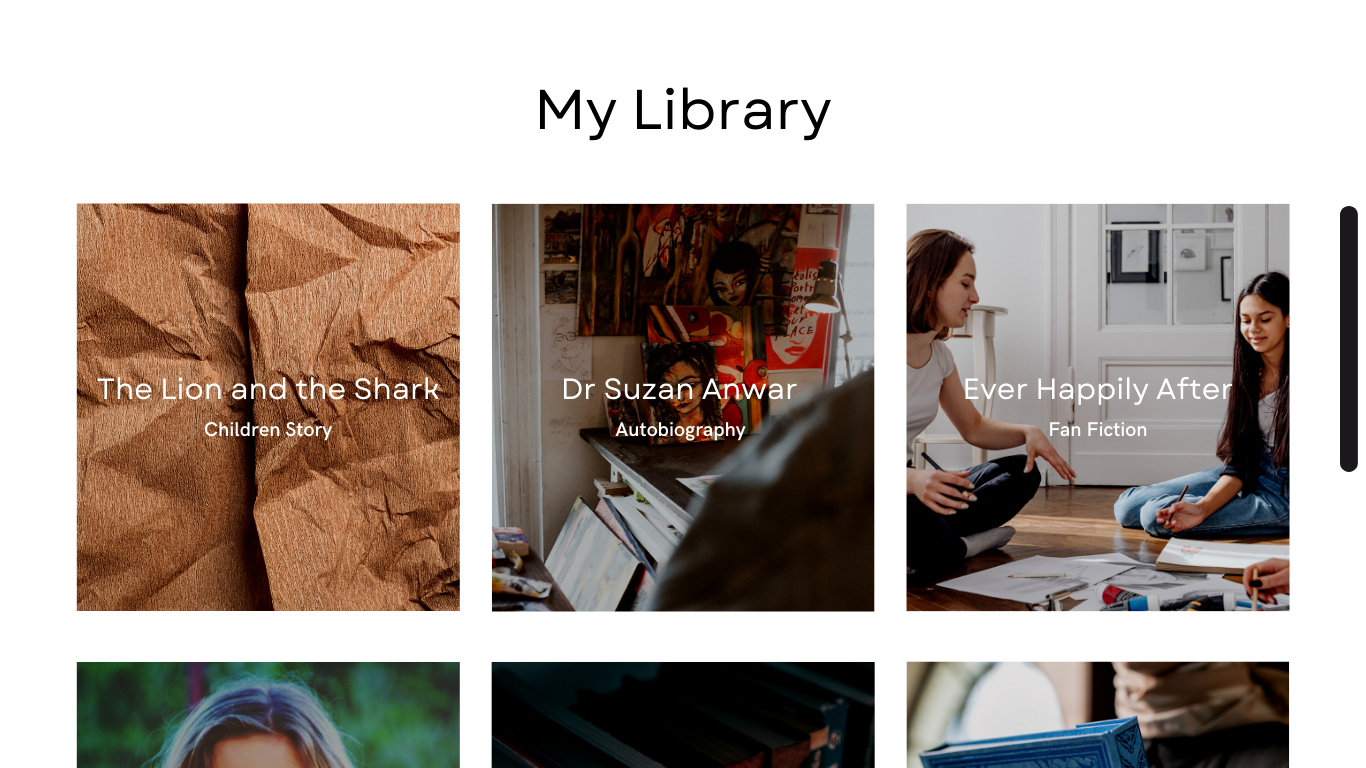 My Library
The Lion and the Shark
Children Story
Dr Suzan Anwar
Autobiography
Ever Happily After
Fan Fiction